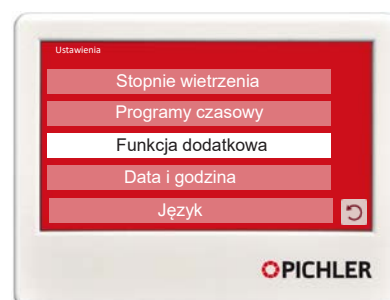 Ustawienia
Stopnie wietrzenia
Programy czasowy
Funkcja dodatkowa
Data i godzina
Język
PICHLER